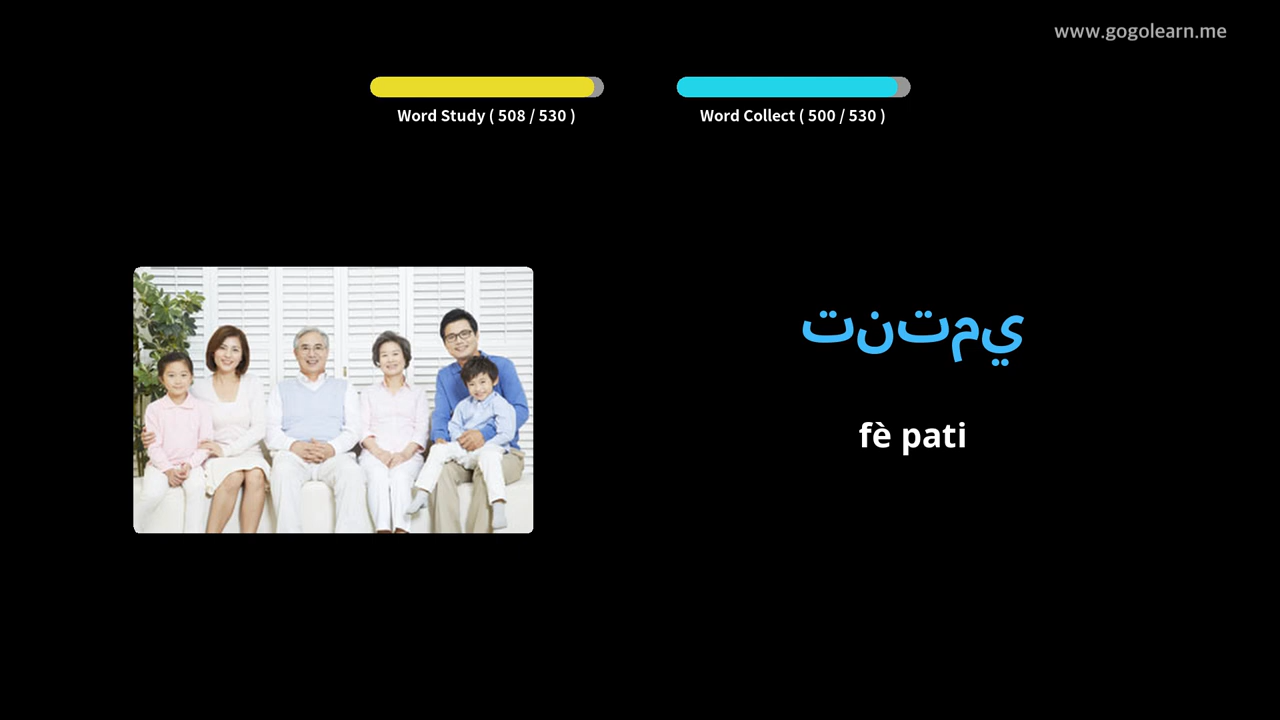 www.gogolearn.me
Word Study ( 508 / 530 )
Word Collect ( 500 / 530 )
تنتمي
fè pati